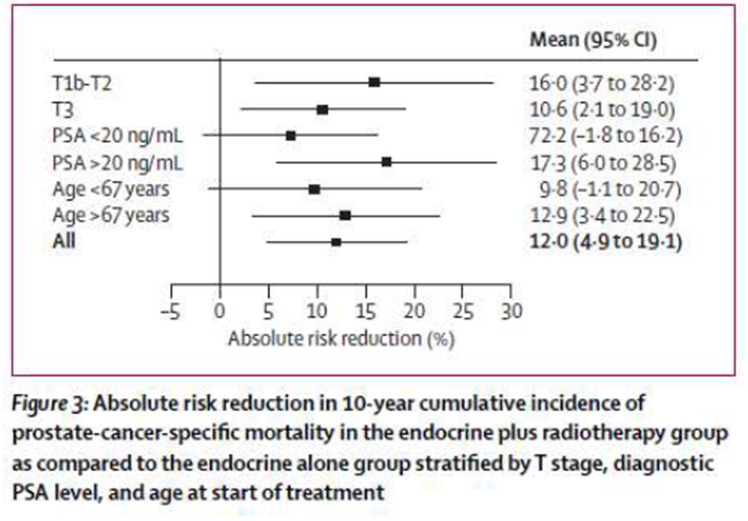 Mean (95% CI)
T1b-T2 16·0 (3·7 to 28·2)
T3 10·6 (2·1 to 19·0)
PSA <20 ng/mL 72·2 (–1·8 to 16·2)
PSA >20 ng/mL 17·3 (6·0 to 28·5)
Age <67 years 9·8 (–1·1 to 20·7)
Age >67 years 12·9 (3·4 to 22·5)
All 12·0 (4·9 to 19·1)
–5 0 5 10 15 20 25 30
Absolute risk reduction (%)
Figure 3: Absolute risk reduction in 10-year cumulative incidence of
prostate-cancer-specific mortality in the endocrine plus radiotherapy group
as compared to the endocrine alone group stratified by T stage, diagnostic
PSA level, and age at start of treatment